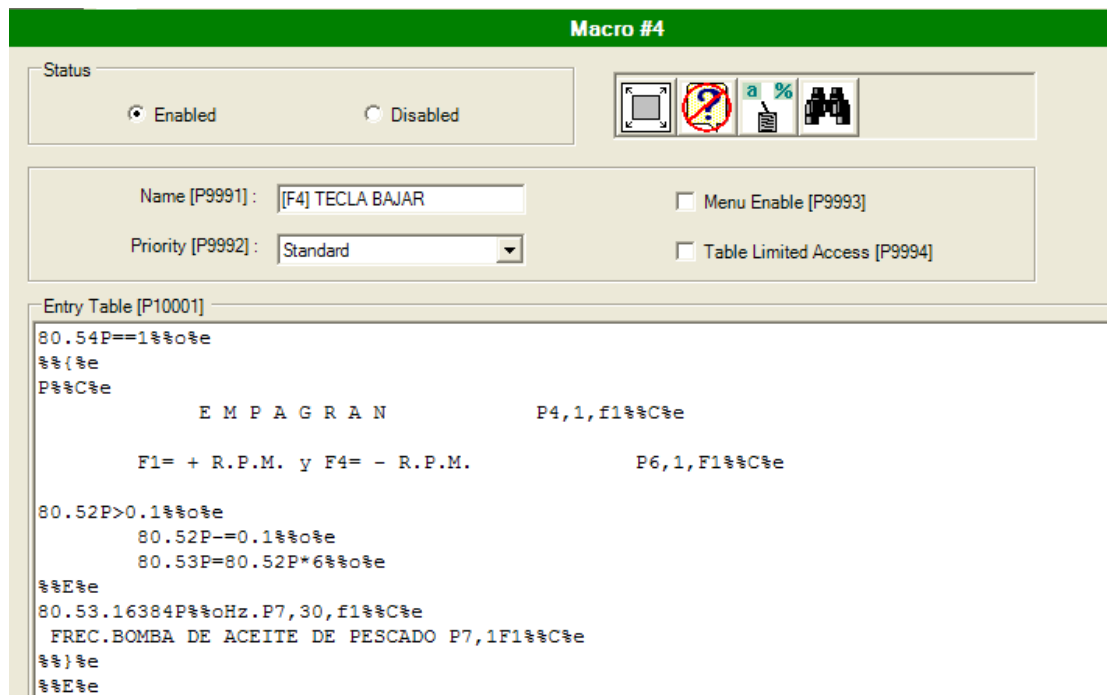 Macro #4
Status
Enabled Disabled
a %
Name [P9991] : [F4] TECLA BAJAR Menu Enable [P9993]
Priority [P9992] : Standard Table Limited Access [P9994]
Entry Table [P10001]
80.54P==1%%o%e
%%{%e
P%%C%e
E M P A G R A N P4,1,f1%%C%e
F1= + R.P.M. y F4= - R.P.M. P6,1,F1%%C%e
80.52P>0.1%%o%e
80.52P-=0.1%%o%e
80.53P=80.52P*6%%o%e
%%E%e
80.53.16384P%%oHz.P7,30,f1%%C%e
FREC.BOMBA DE ACEITE DE PESCADO P7,1F1%%C%e
%%}%e
%%E%e